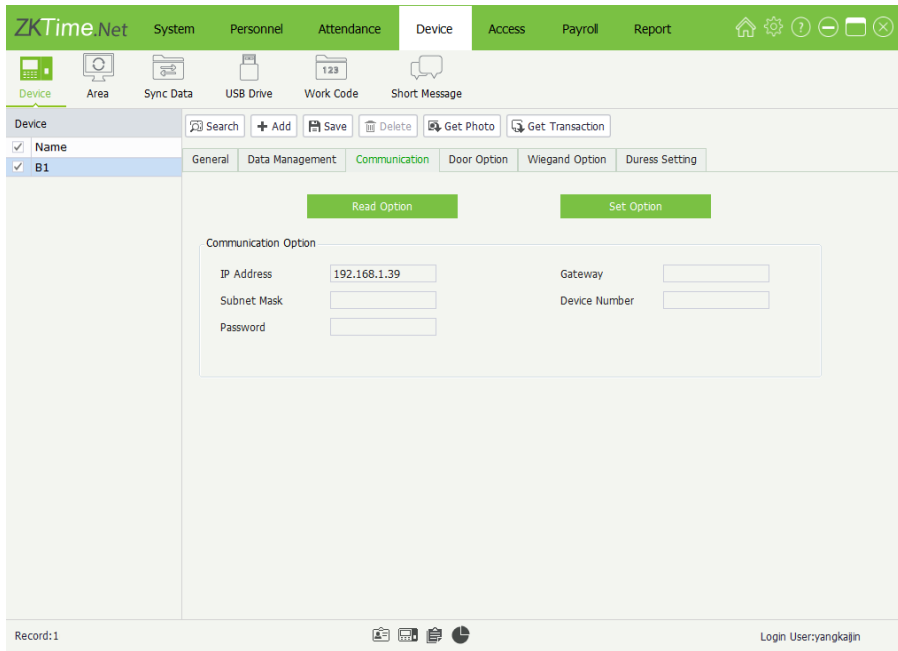 ZKTime.Net System Personnel Attendance Device Access Payroll Report
Device Area Sync Data USB Drive Work Code Short Message
123
Device
Name
B1
Search Add Save Delete Get Photo Get Transaction
General Data Management Communication Door Option Wiegand Option Duress Setting
Read Option Set Option
Communication Option
IP Address 192.168.1.39 Gateway
Subnet Mask Device Number
Password
Record:1 Login User:yangkaijin